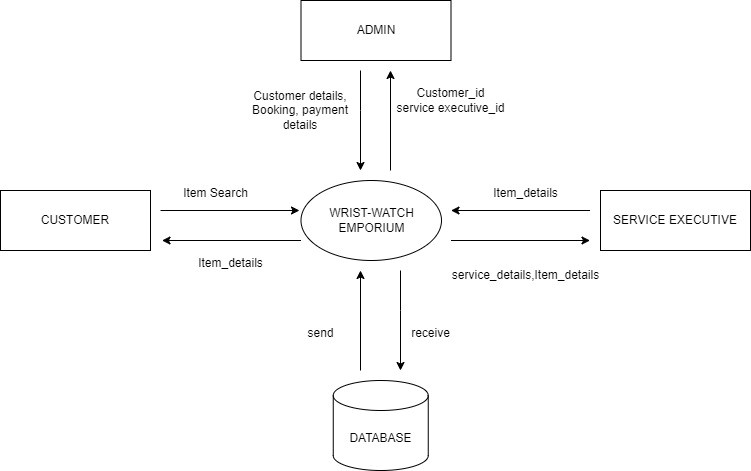 ADMIN
Customer details,
Booking, payment
details
Customer_id
service executive_id
Item Search
Item_details
CUSTOMER
WRIST-WATCH
EMPORIUM
SERVICE EXECUTIVE
Item_details
service_details,Item_details
send
receive
DATABASE